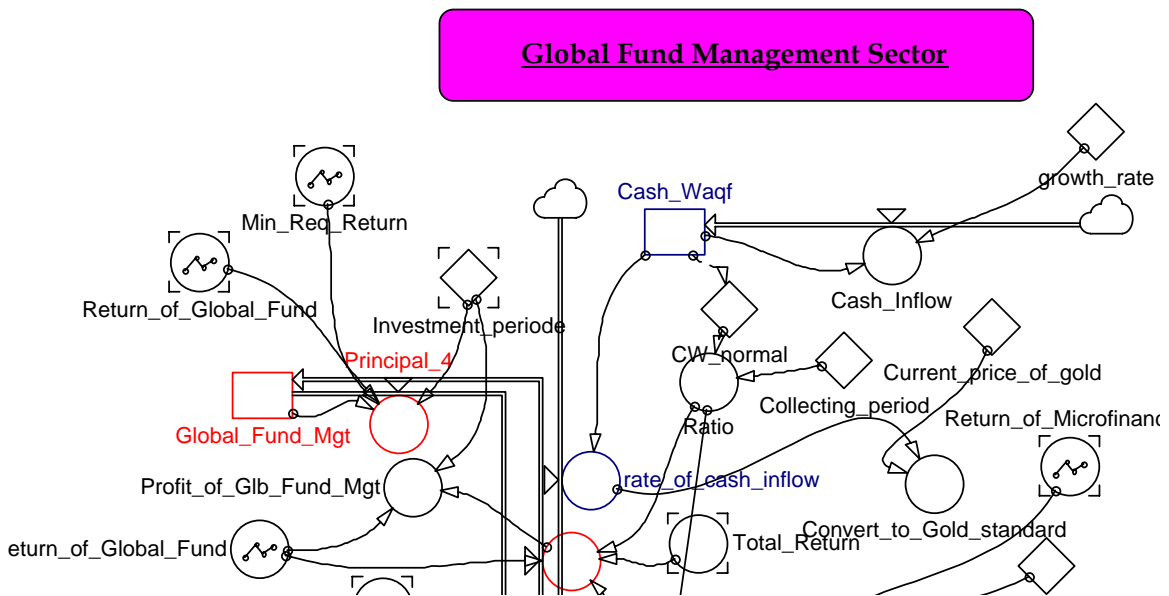 Global Fund Management Sector
growth_rate
Cash_Waqf
Min_Req_Return
Cash_Inflow
Return_of_Global_Fund
Investment_periode
CW_normal
Principal_4
Current_price_of_gold
Collecting_period
Return_of_Microfinanc
Ratio
Global_Fund_Mgt
rate_of_cash_inflow
Profit_of_Glb_Fund_Mgt
Convert_to_Gold_standard
Total_Return
eturn_of_Global_Fund